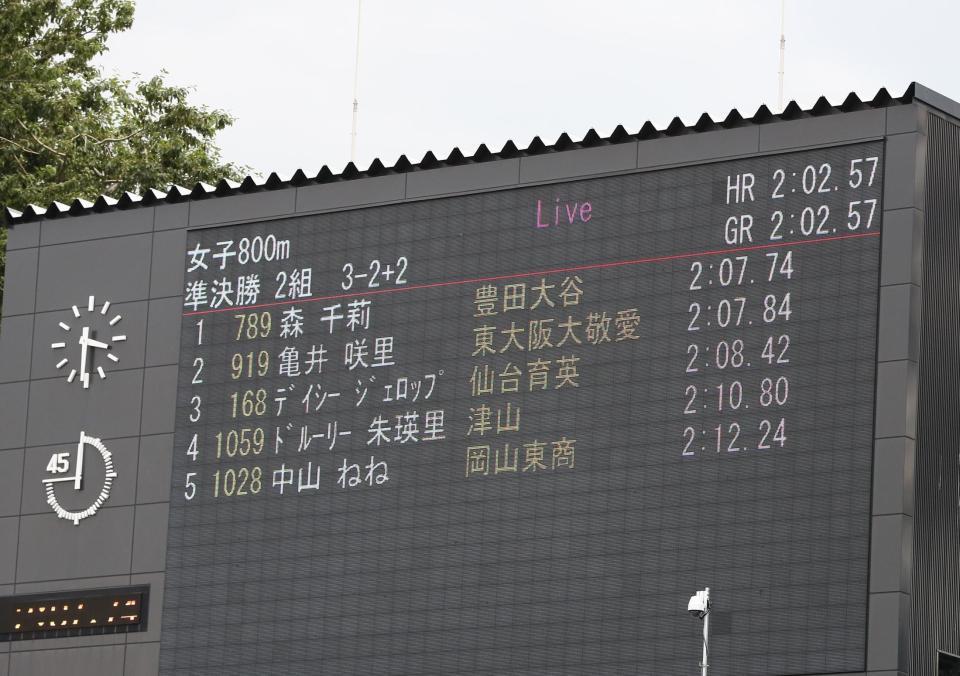 Live
HR 2:02.57
女子800m GR 2:02.57
準決勝 2組 3-2+2
1 789 森 千莉 豊田大谷 2:07.74
2 919 亀井 咲里 東大阪大敬愛 2:07.84
3 168 デイシー ジェロップ 仙台育英 2:08.42
4 1059 ドルーリー 朱瑛里 津山 2:10.80
5 1028 中山 ねね 岡山東商 2:12.24
45